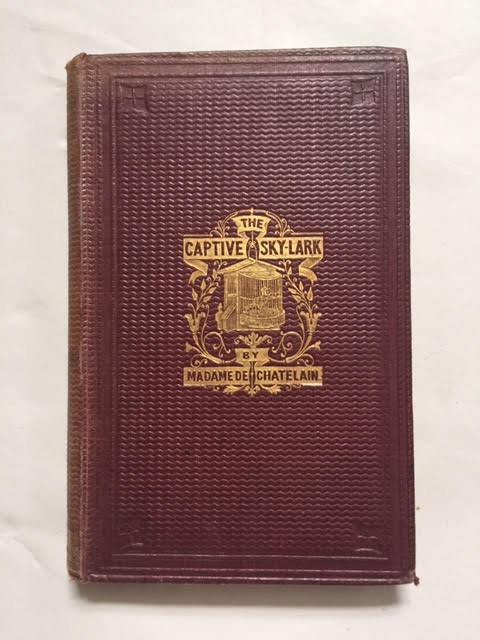 THE
CAPTIVE SKY-LARK
BY
MADAME DE CHATELAIN